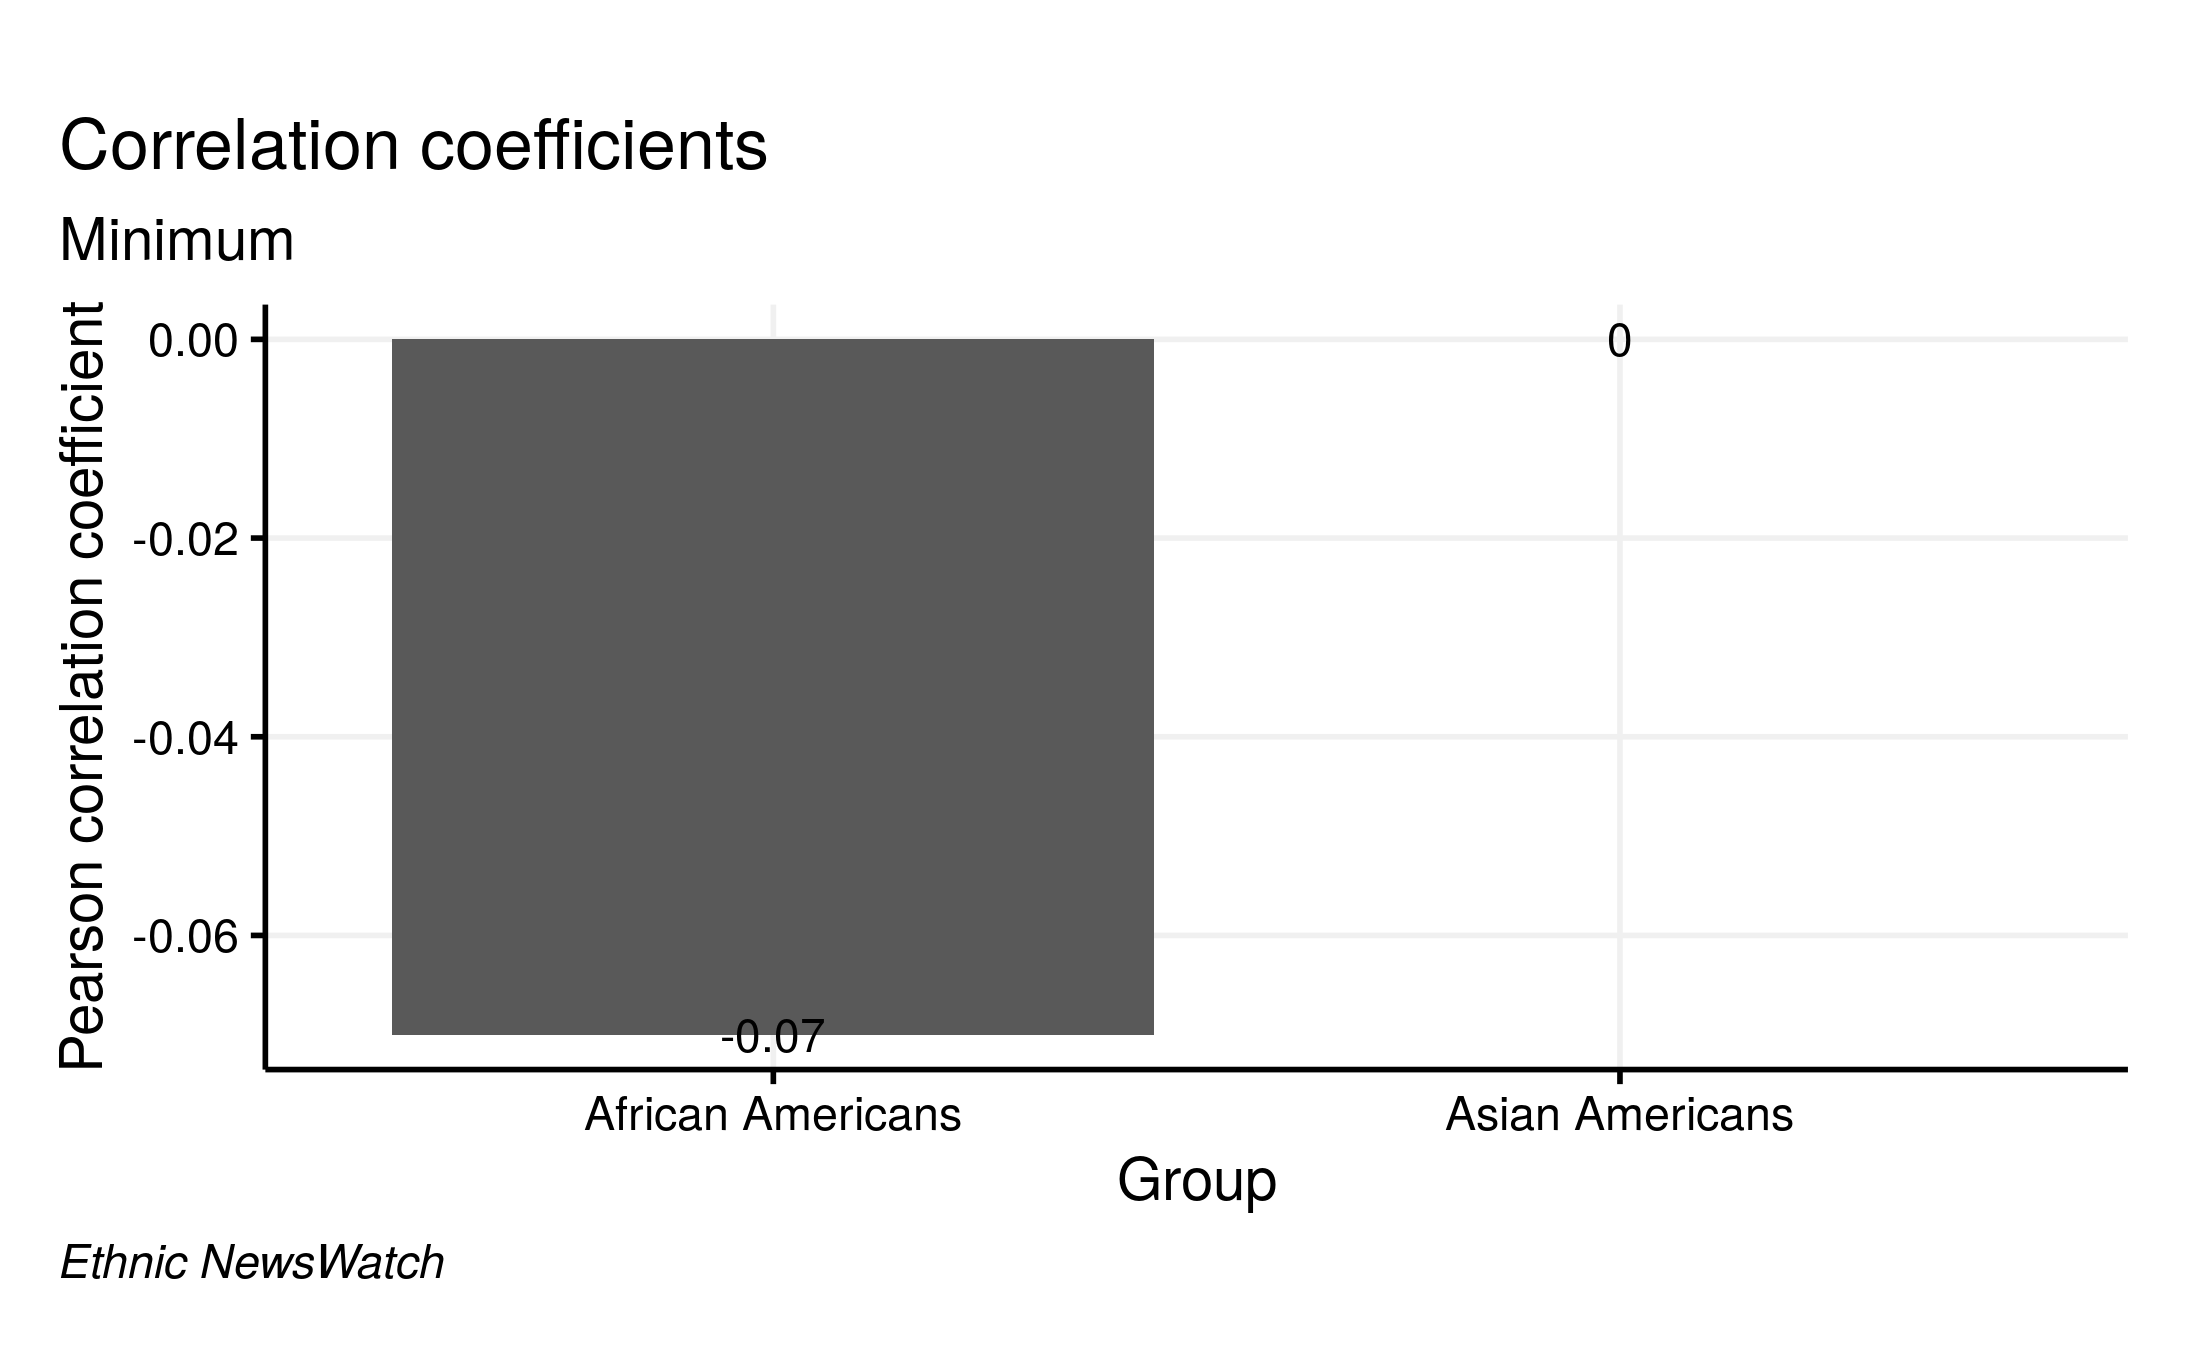 Correlation coefficients
Minimum
Pearson correlation coefficient
0.00
-0.02
-0.04
-0.06
0
-0.07
African Americans
Asian Americans
Group
Ethnic NewsWatch